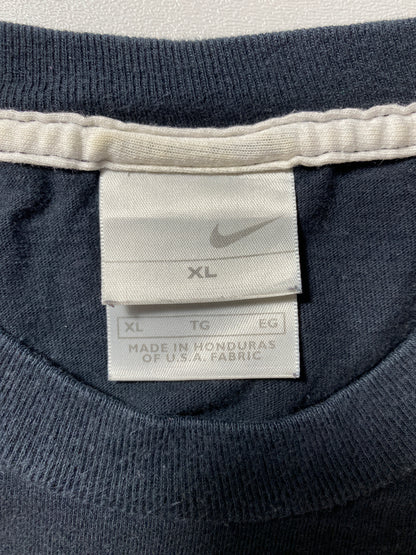 XL
XL TG EG
MADE IN HONDURAS
OF U.S.A. FABRIC